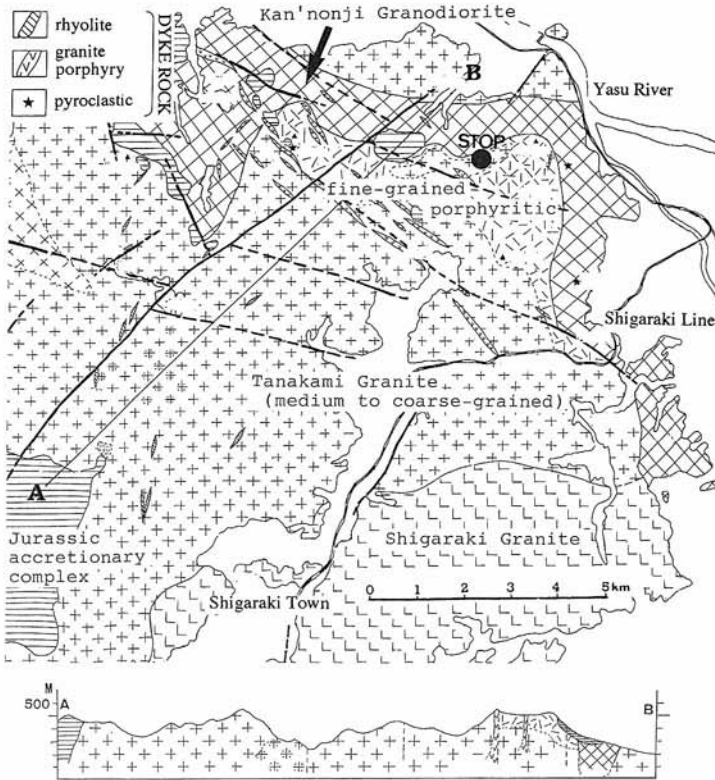 rhyolite
granite
porphyry
pyroclastic
DYKE ROCK
Kan'nonji Granodiorite
B
Yasu River
STOP
fine-grained
porphyritic
Shigaraki Line
Tanakami Granite
(medium to coarse-grained)
A
Jurassic
accretionary
complex
Shigaraki Granite
Shigaraki Town
0 1 2 3 4 5km
M
500
A
B